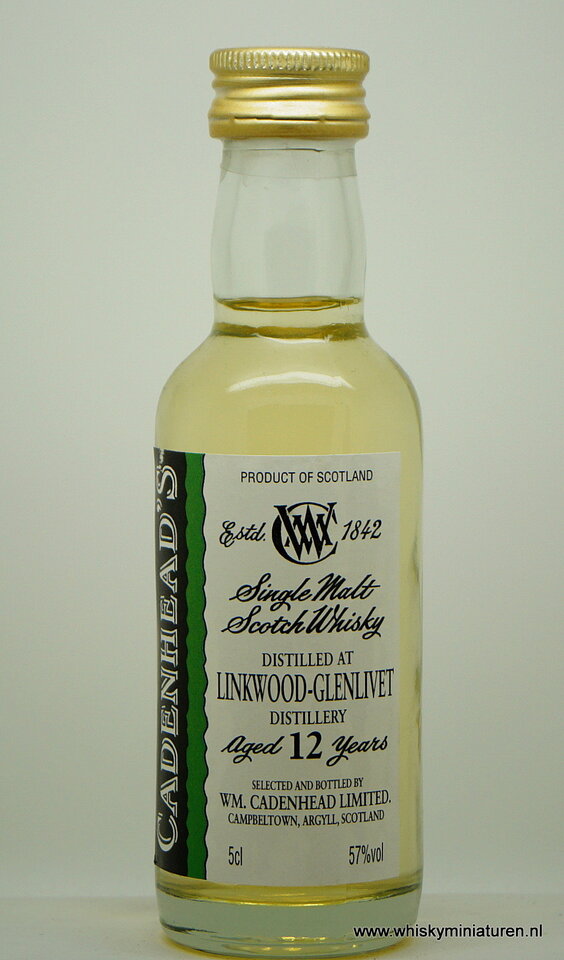 CADENHEAD'S
PRODUCT OF SCOTLAND
Estd. 1842
Single Malt
Scotch Whisky
DISTILLED AT
LINKWOOD-GLENLIVET
DISTILLERY
Aged 12 Years
SELECTED AND BOTTLED BY
WM. CADENHEAD LIMITED.
CAMPBELTOWN, ARGYLL, SCOTLAND
5cl 57%vol
www.whiskyminiaturen.nl